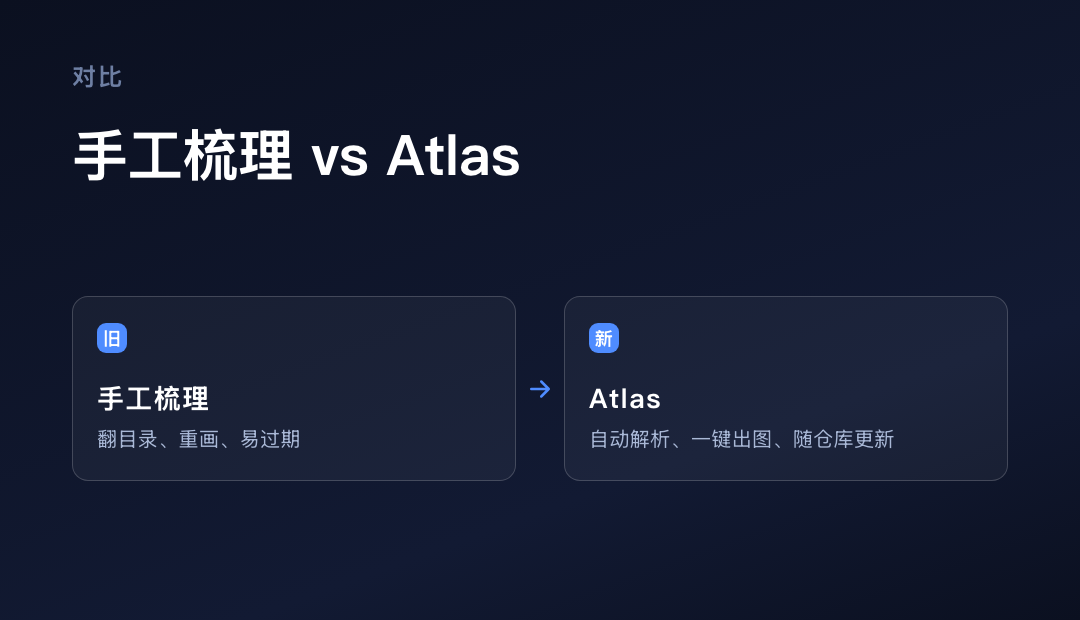 对比
手工梳理 vs Atlas
旧
手工梳理
翻目录、重画、易过期
→
新
Atlas
自动解析、一键出图、随仓库更新